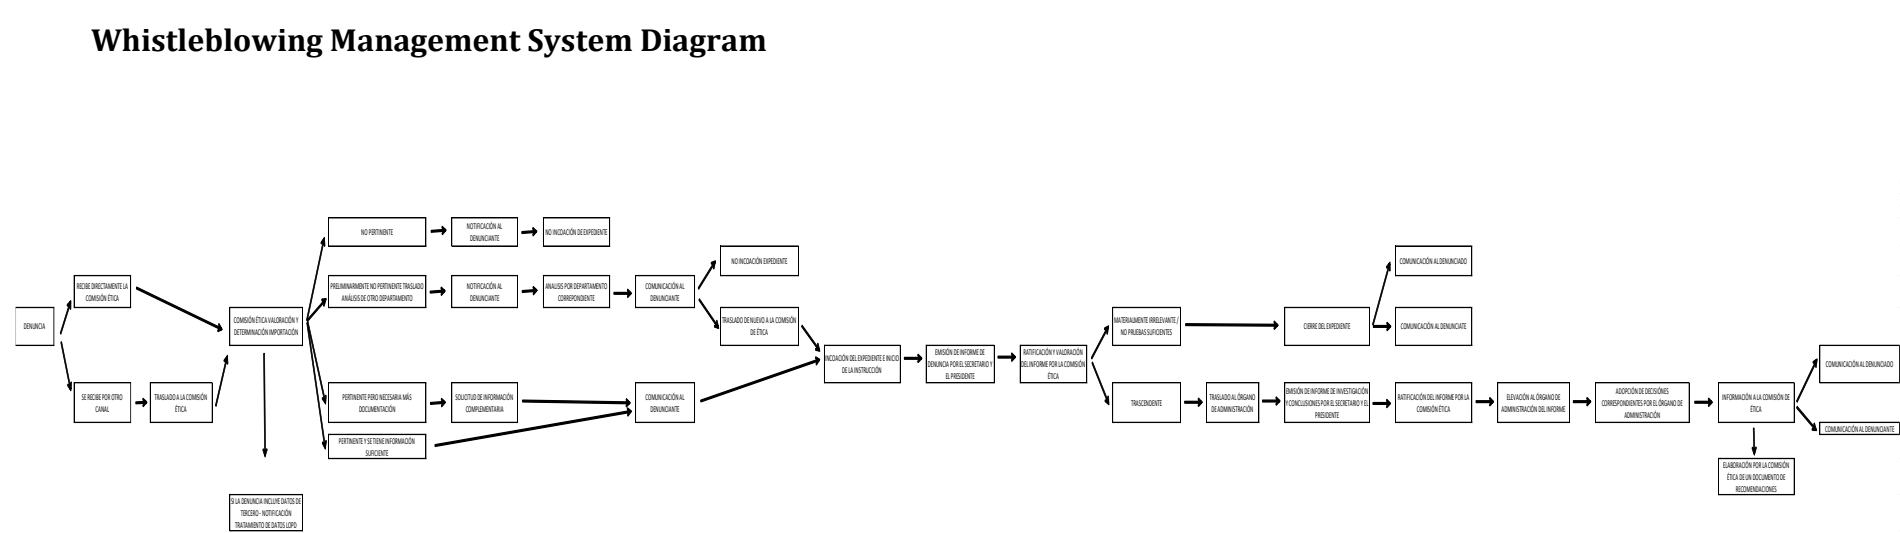 Whistleblowing Management System Diagram
DENUNCIA
RECIBE DIRECTAMENTE LA
COMISIÓN ÉTICA
SE RECIBE POR OTRO
CANAL
TRASLADO A LA COMISIÓN
ÉTICA
COMISIÓN ÉTICA VALORACIÓN Y
DETERMINACIÓN IMPORTACIÓN
SI LA DENUNCIA INCLUYE DATOS DE
TERCERO - NOTIFICACIÓN
TRATAMIENTO DE DATOS LOPD
NO PERTINENTE
NOTIFICACIÓN AL
DENUNCIANTE
NO INCOACIÓN DE EXPEDIENTE
PRELIMINARMENTE NO PERTINENTE TRASLADO
ANÁLISIS DE OTRO DEPARTAMENTO
NOTIFICACIÓN AL
DENUNCIANTE
ANALISIS POR DEPARTAMENTO
CORREPONDIENTE
COMUNICACIÓN AL
DENUNCIANTE
NO INCOACIÓN EXPEDIENTE
TRASLADO DE NUEVO A LA COMISIÓN
DE ÉTICA
PERTINENTE PERO NECESARIA MÁS
DOCUMENTACIÓN
SOLICITUD DE INFORMACIÓN
COMPLEMENTARIA
COMUNICACIÓN AL
DENUNCIANTE
PERTINENTE Y SE TIENE INFORMACIÓN
SUFICIENTE
INCOACIÓN DEL EXPEDIENTE E INICIO
DE LA INSTRUCCIÓN
EMISIÓN DE INFORME DE
DENUNCIA POR EL SECRETARIO Y
EL PRESIDENTE
RATIFICACIÓN Y VALORACIÓN
DEL INFORME POR LA COMISIÓN
ÉTICA
MATERIALMENTE IRRELEVANTE /
NO PRUEBAS SUFICIENTES
CIERRE DEL EXPEDIENTE
COMUNICACIÓN AL DENUNCIADO
COMUNICACIÓN AL DENUNCIATE
TRASCENDENTE
TRASLADO AL ÓRGANO
DE ADMINISTRACIÓN
EMISIÓN DE INFORME DE INVESTIGACIÓN
Y CONCLUSIONES POR EL SECRETARIO Y EL
PRESIDENTE
RATIFICACIÓN DEL INFORME POR LA
COMISIÓN ÉTICA
ELEVACIÓN AL ÓRGANO DE
ADMINISTRACIÓN DEL INFORME
ADOPCIÓN DE DECISIÓNES
CORRESPONDIENTES POR EL ÓRGANO DE
ADMINISTRACIÓN
INFORMACIÓN A LA COMISIÓN DE
ÉTICA
COMUNICACIÓN AL DENUNCIADO
COMUNICACIÓN AL DENUNCIANTE
ELABORACIÓN POR LA COMISIÓN
ÉTICA DE UN DOCUMENTO DE
RECOMENDACIONES